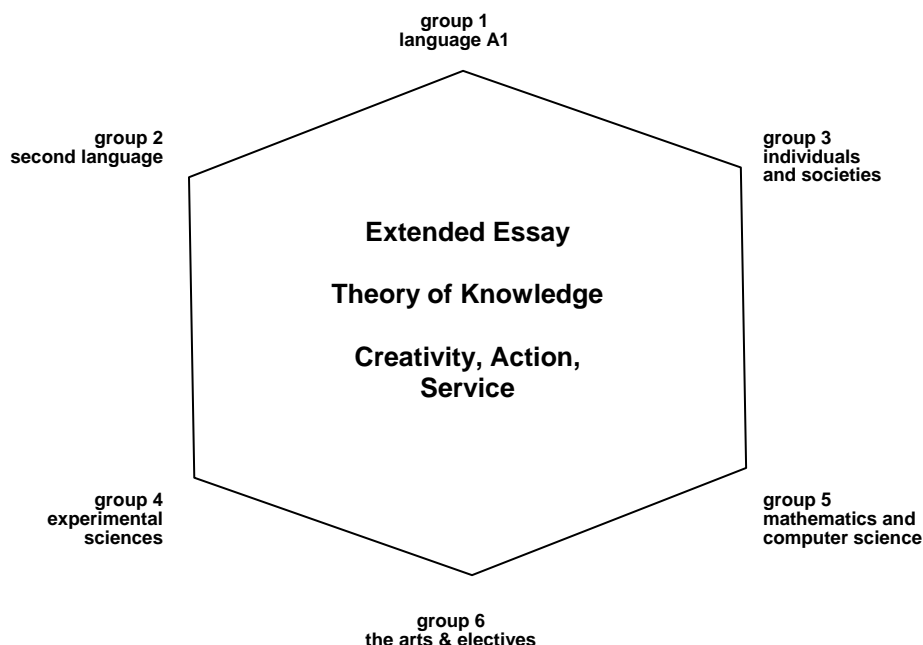 group 1
language A1
group 2
second language
group 3
individuals
and societies
Extended Essay
Theory of Knowledge
Creativity, Action,
Service
group 4
experimental
sciences
group 5
mathematics and
computer science
group 6
the arts & electives